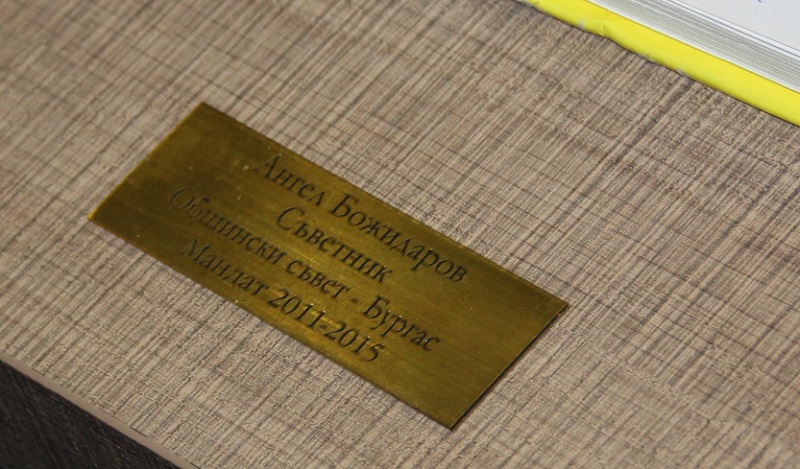 Ангел Божидаров
Съветник
Общински съвет - Бургас
Мандат 2011-2015